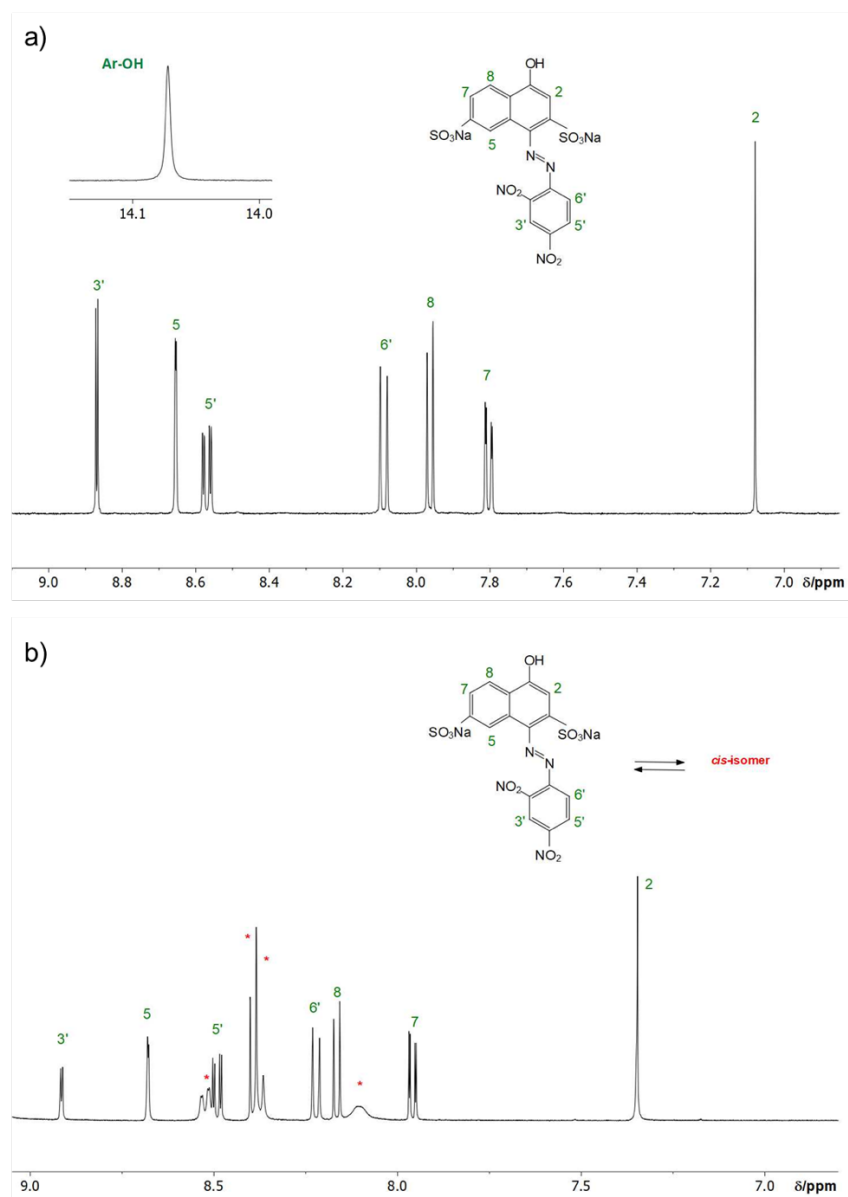 a)
Ar-OH
14.1 14.0
OH
8
7
2
SO3Na
5
SO3Na
N
N
NO2
6'
3'
5'
NO2
2
3'
5
5'
6'
8
7
9.0 8.8 8.6 8.4 8.2 8.0 7.8 7.6 7.4 7.2 7.0 δ/ppm
b)
OH
8
7
2
SO3Na
5
SO3Na
N
N
NO2
6'
3'
5'
NO2
cis-isomer
2
*
*
3'
5
5'
*
6'
8
*
7
9.0 8.5 8.0 7.5 7.0 δ/ppm